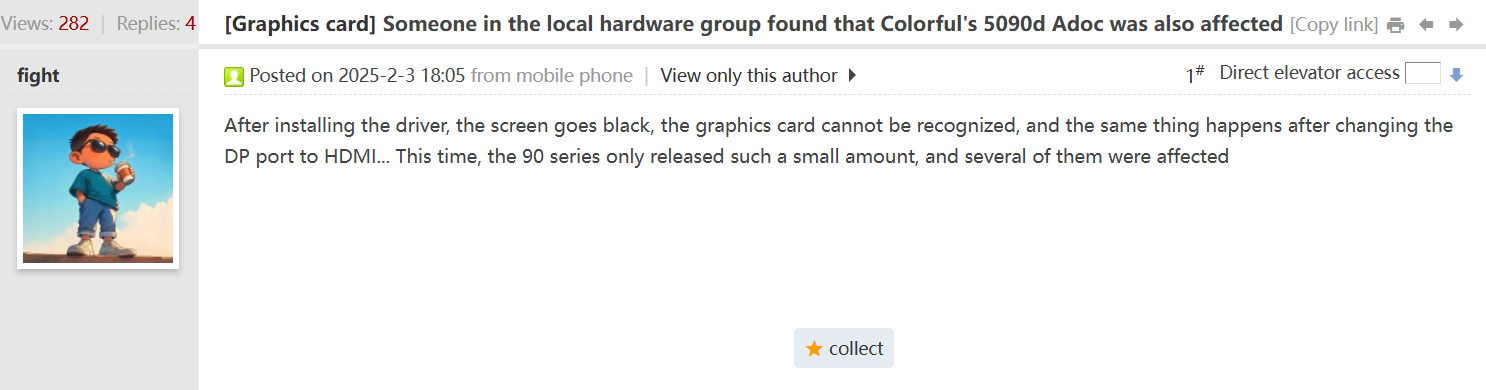 Views: 282 | Replies: 4
[Graphics card] Someone in the local hardware group found that Colorful's 5090d Adoc was also affected [Copy link]
fight
Posted on 2025-2-3 18:05 from mobile phone | View only this author
1# Direct elevator access
After installing the driver, the screen goes black, the graphics card cannot be recognized, and the same thing happens after changing the
DP port to HDMI... This time, the 90 series only released such a small amount, and several of them were affected
collect